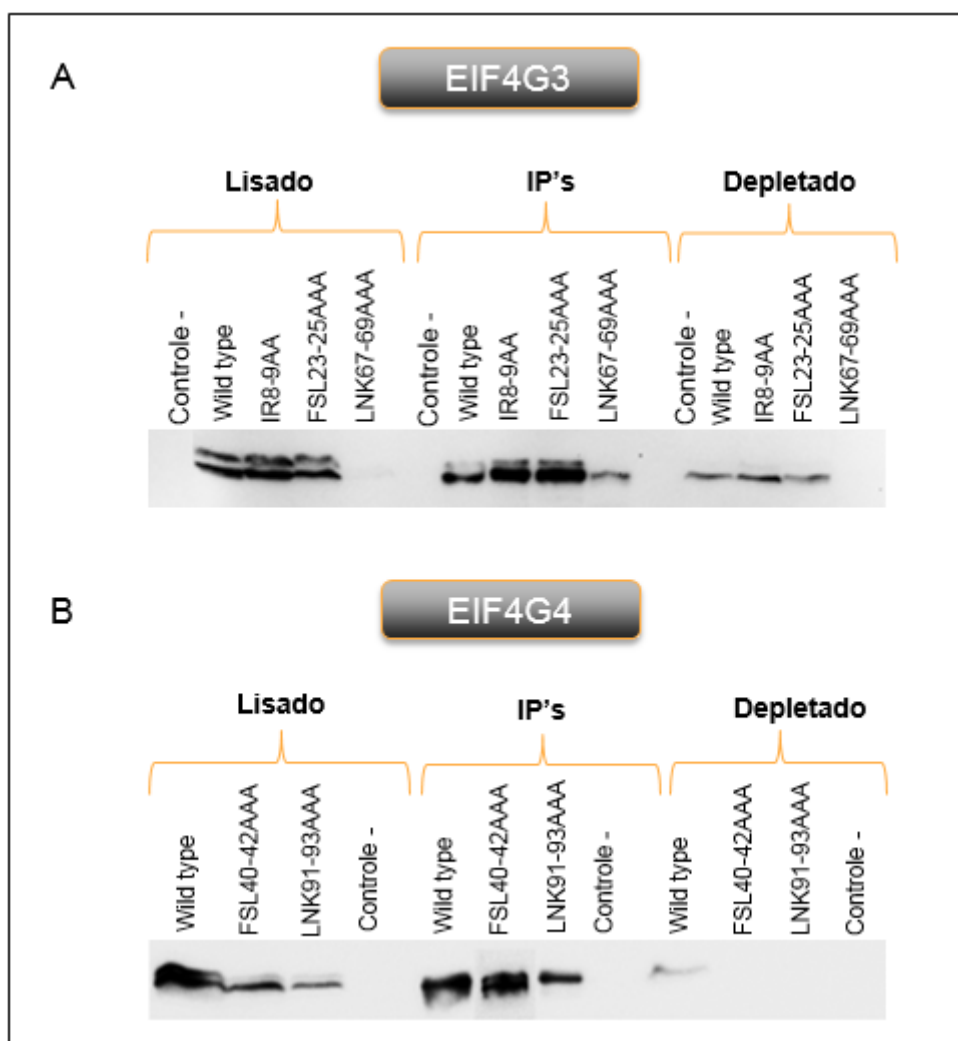 A
EIF4G3
Lisado IP's Depletado
Controle -
Wild type
IR8-9AA
FSL23-25AAA
LNK67-69AAA
Controle -
Wild type
IR8-9AA
FSL23-25AAA
LNK67-69AAA
Controle -
Wild type
IR8-9AA
FSL23-25AAA
LNK67-69AAA
B
EIF4G4
Lisado IP's Depletado
Wild type
FSL40-42AAA
LNK91-93AAA
Controle -
Wild type
FSL40-42AAA
LNK91-93AAA
Controle -
Wild type
FSL40-42AAA
LNK91-93AAA
Controle -